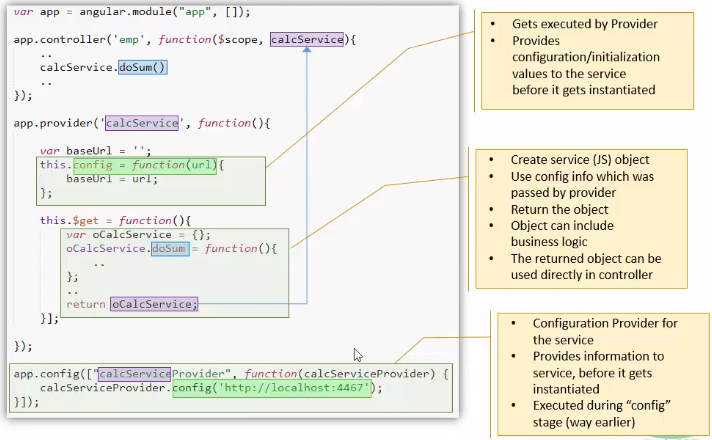 var app = angular.module("app", []);
app.controller('emp', function($scope, calcService){
..
calcService.doSum()
..
});
app.provider('calcService', function(){
var baseUrl = '';
this.config = function(url){
baseUrl = url;
};
this.$get = function(){
var oCalcService = {};
oCalcService.doSum = function(){
..
};
..
return oCalcService;
}];
});
app.config(["calcServiceProvider", function(calcServiceProvider) {
calcServiceProvider.config('http://localhost:4467');
}]);
• Gets executed by Provider
• Provides
configuration/initialization
values to the service
before it gets instantiated
• Create service (JS) object
• Use config info which was
passed by provider
• Return the object
• Object can include
business logic
• The returned object can be
used directly in controller
• Configuration Provider for
the service
• Provides information to
service, before it gets
instantiated
• Executed during “config”
stage (way earlier)